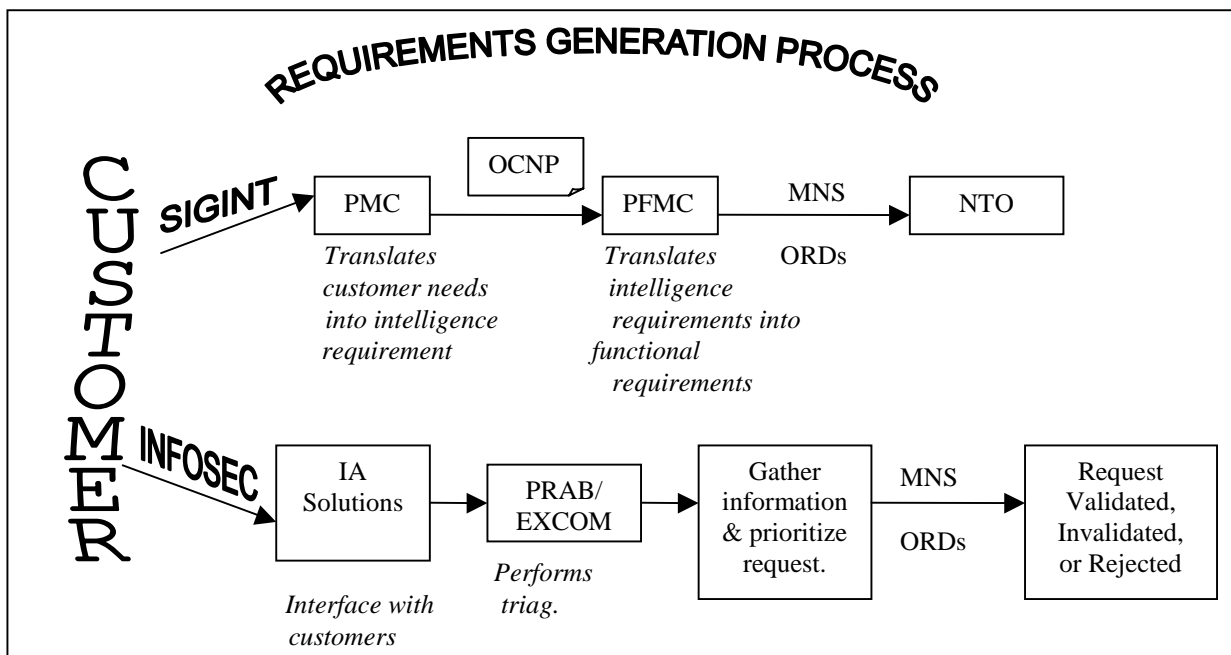 REQUIREMENTS GENERATION PROCESS
CUSTOMER
SIGINT
PMC
Translates
customer needs
into intelligence
requirement
OCNP
PFMC
Translates
intelligence
requirements into
functional
requirements
MNS
ORDs
NTO
INFOSEC
IA
Solutions
Interface with
customers
PRAB/
EXCOM
Performs
triag.
Gather
information
& prioritize
request.
MNS
ORDs
Request
Validated,
Invalidated,
or Rejected